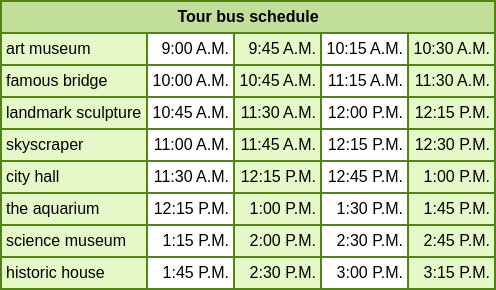 Tour bus schedule
art museum 9:00 A.M. 9:45 A.M. 10:15 A.M. 10:30 A.M.
famous bridge 10:00 A.M. 10:45 A.M. 11:15 A.M. 11:30 A.M.
landmark sculpture 10:45 A.M. 11:30 A.M. 12:00 P.M. 12:15 P.M.
skyscraper 11:00 A.M. 11:45 A.M. 12:15 P.M. 12:30 P.M.
city hall 11:30 A.M. 12:15 P.M. 12:45 P.M. 1:00 P.M.
the aquarium 12:15 P.M. 1:00 P.M. 1:30 P.M. 1:45 P.M.
science museum 1:15 P.M. 2:00 P.M. 2:30 P.M. 2:45 P.M.
historic house 1:45 P.M. 2:30 P.M. 3:00 P.M. 3:15 P.M.